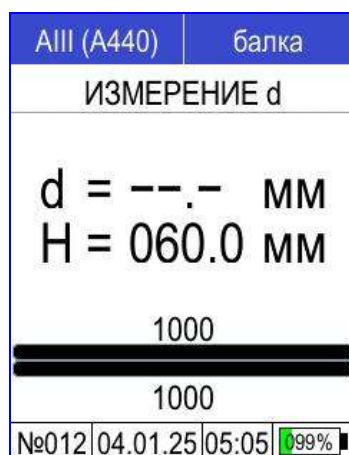 AIII (A440) балка
ИЗМЕРЕНИЕ d
d = --.- мм
H = 060.0 мм
1000
1000
№012 04.01.25 05:05 099%